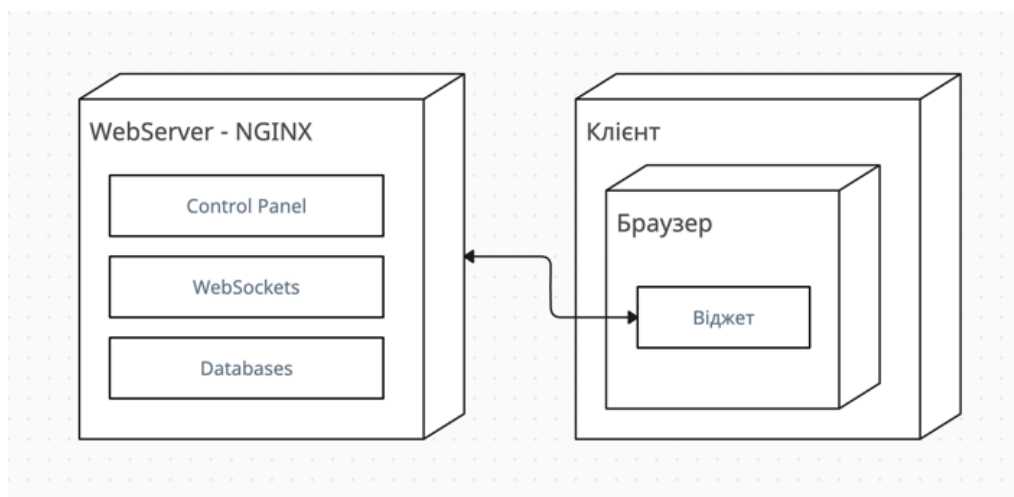 WebServer - NGINX
Control Panel
WebSockets
Databases
Клієнт
Браузер
Віджет